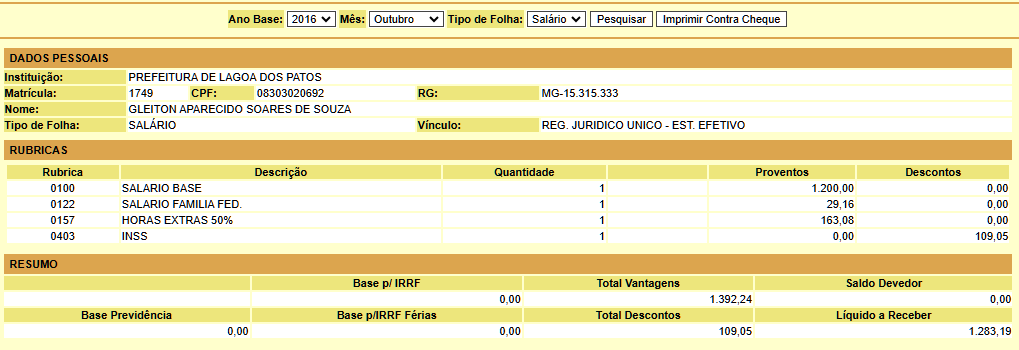 Ano Base: 2016 Mês: Outubro Tipo de Folha: Salário Pesquisar Imprimir Contra Cheque
DADOS PESSOAIS
Instituição: PREFEITURA DE LAGOA DOS PATOS
Matrícula: 1749 CPF: 08303020692 RG: MG-15.315.333
Nome: GLEITON APARECIDO SOARES DE SOUZA
Tipo de Folha: SALÁRIO Vínculo: REG. JURIDICO UNICO - EST. EFETIVO
RUBRICAS
Rubrica Descrição Quantidade Proventos Descontos
0100 SALARIO BASE 1 1.200,00 0,00
0122 SALARIO FAMILIA FED. 1 29,16 0,00
0157 HORAS EXTRAS 50% 1 163,08 0,00
0403 INSS 1 0,00 109,05
RESUMO
Base p/ IRRF Total Vantagens Saldo Devedor
0,00 1.392,24 0,00
Base Previdência Base p/IRRF Férias Total Descontos Líquido a Receber
0,00 0,00 109,05 1.283,19